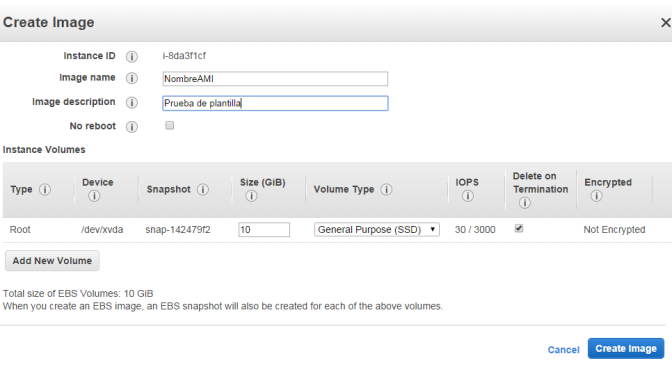 Create Image
Instance ID i-8da3f1cf
Image name NombreAMI
Image description Prueba de plantilla
No reboot
Instance Volumes
Type Device Snapshot Size (GiB) Volume Type IOPS Delete on Termination Encrypted
Root /dev/xvda snap-142479f2 10 General Purpose (SSD) 30 / 3000 Not Encrypted
Add New Volume
Total size of EBS Volumes: 10 GiB
When you create an EBS image, an EBS snapshot will also be created for each of the above volumes.
Cancel Create Image